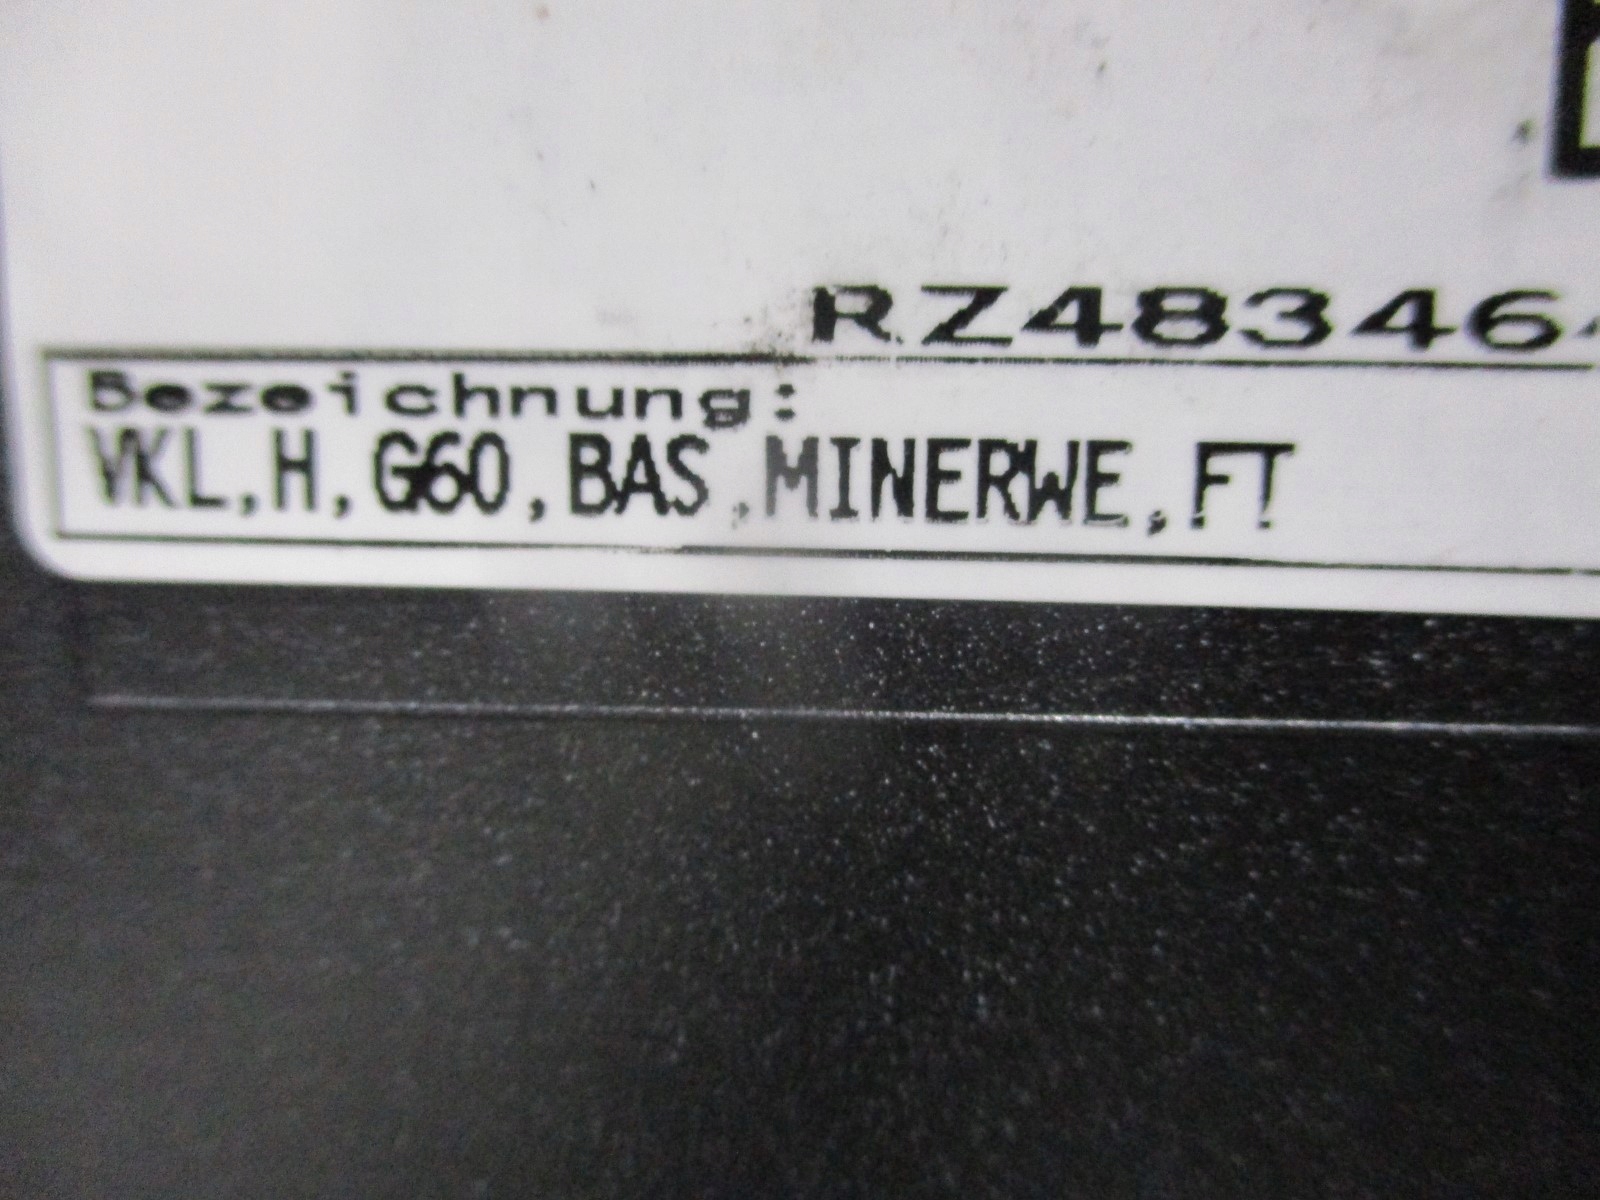 RZ48346
Bezeichnung:
VKL,H,G60,BAS,MINERWE,FT